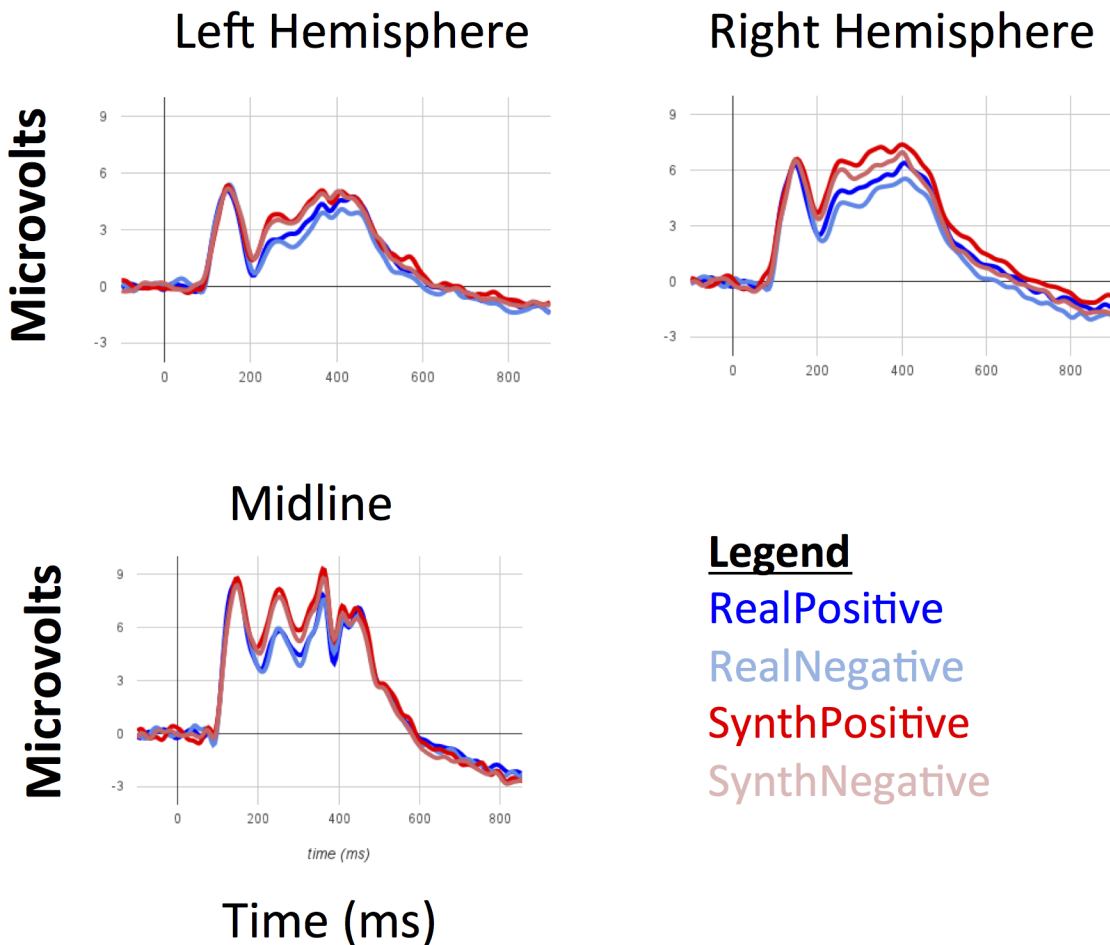 Left Hemisphere
Right Hemisphere
Microvolts
9
6
3
0
-3
0 200 400 600 800
9
6
3
0
-3
0 200 400 600 800
Midline
Microvolts
9
6
3
0
-3
0 200 400 600 800
time (ms)
Time (ms)
Legend
RealPositive
RealNegative
SynthPositive
SynthNegative